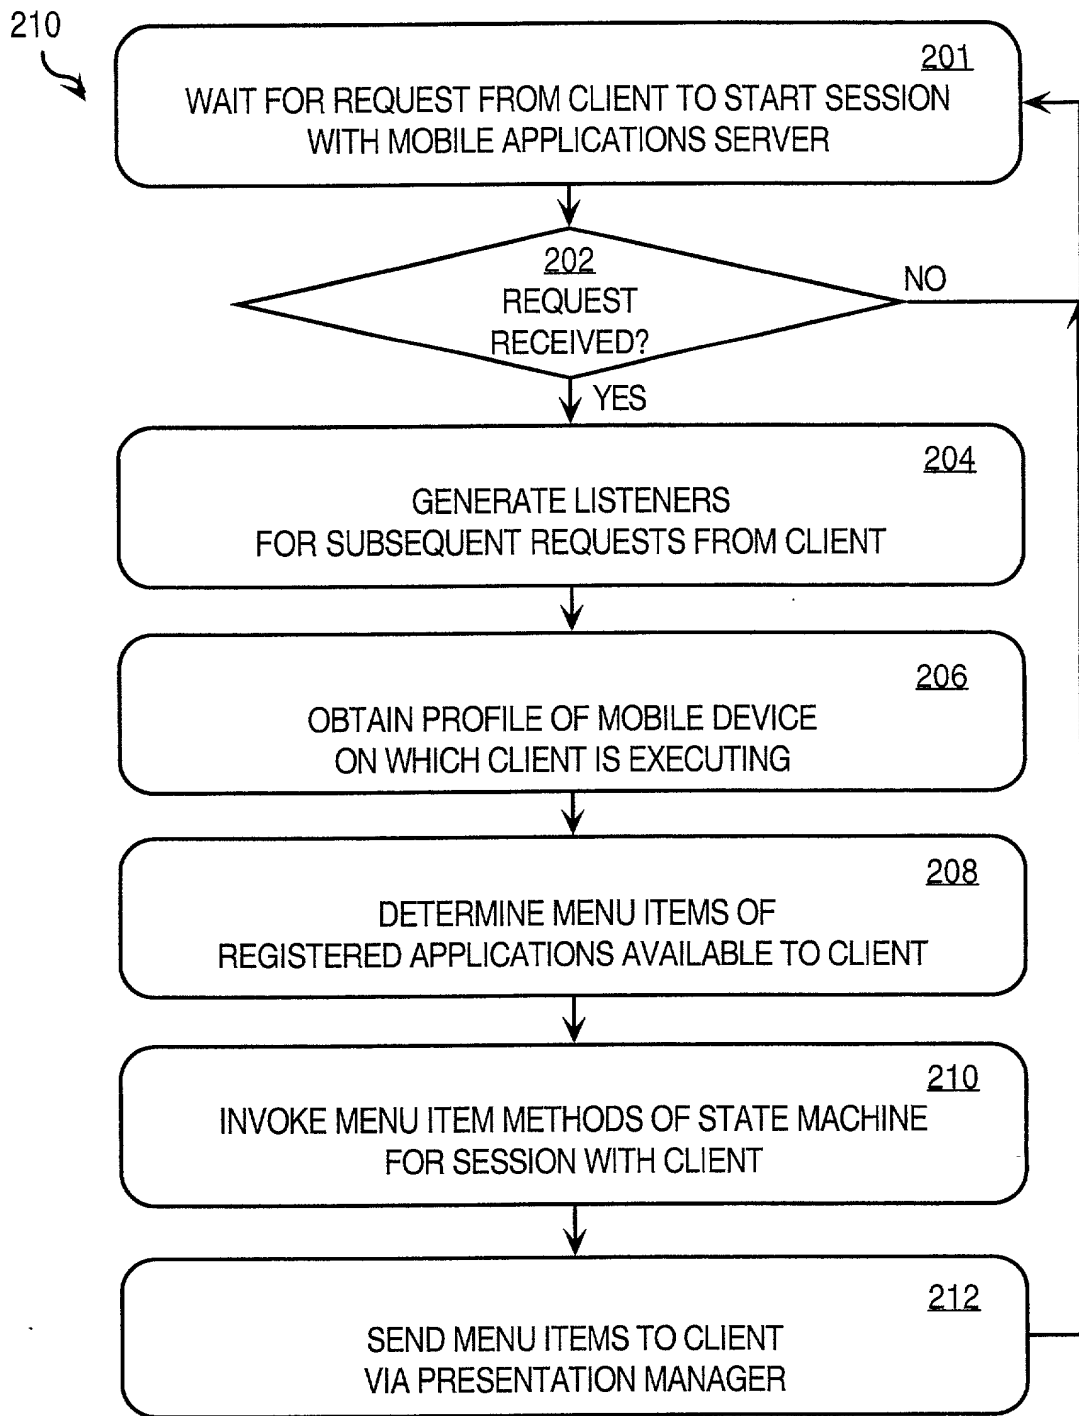 210
201
WAIT FOR REQUEST FROM CLIENT TO START SESSION
WITH MOBILE APPLICATIONS SERVER
202
REQUEST
RECEIVED?
NO
YES
204
GENERATE LISTENERS
FOR SUBSEQUENT REQUESTS FROM CLIENT
206
OBTAIN PROFILE OF MOBILE DEVICE
ON WHICH CLIENT IS EXECUTING
208
DETERMINE MENU ITEMS OF
REGISTERED APPLICATIONS AVAILABLE TO CLIENT
210
INVOKE MENU ITEM METHODS OF STATE MACHINE
FOR SESSION WITH CLIENT
212
SEND MENU ITEMS TO CLIENT
VIA PRESENTATION MANAGER